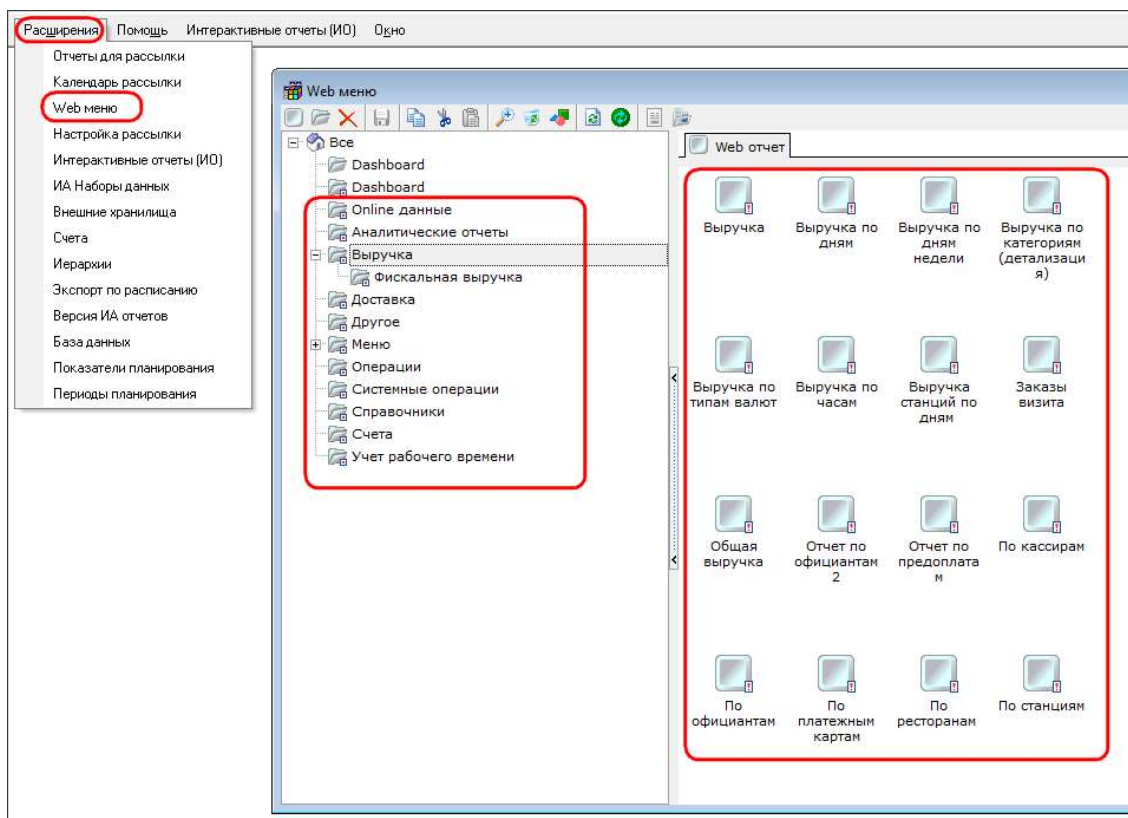 Расширения Помощь Интерактивные отчеты (ИО) Окно
Отчеты для рассылки
Календарь рассылки
Web меню
Настройка рассылки
Интерактивные отчеты (ИО)
ИА Наборы данных
Внешние хранилища
Счета
Иерархии
Экспорт по расписанию
Версия ИА отчетов
База данных
Показатели планирования
Периоды планирования
Web меню
Все
Dashboard
Dashboard
Online данные
Аналитические отчеты
Выручка
Фискальная выручка
Доставка
Другое
Меню
Операции
Системные операции
Справочники
Счета
Учет рабочего времени
Web отчет
Выручка
Выручка по
дням
Выручка по
дням
недели
Выручка по
категориям
(детализаци
я)
Выручка по
типам валют
Выручка по
часам
Выручка
станций по
дням
Заказы
визита
Общая
выручка
Отчет по
официантам
2
Отчет по
предоплата
м
По кассирам
По
официантам
По
платежным
картам
По
ресторанам
По станциям